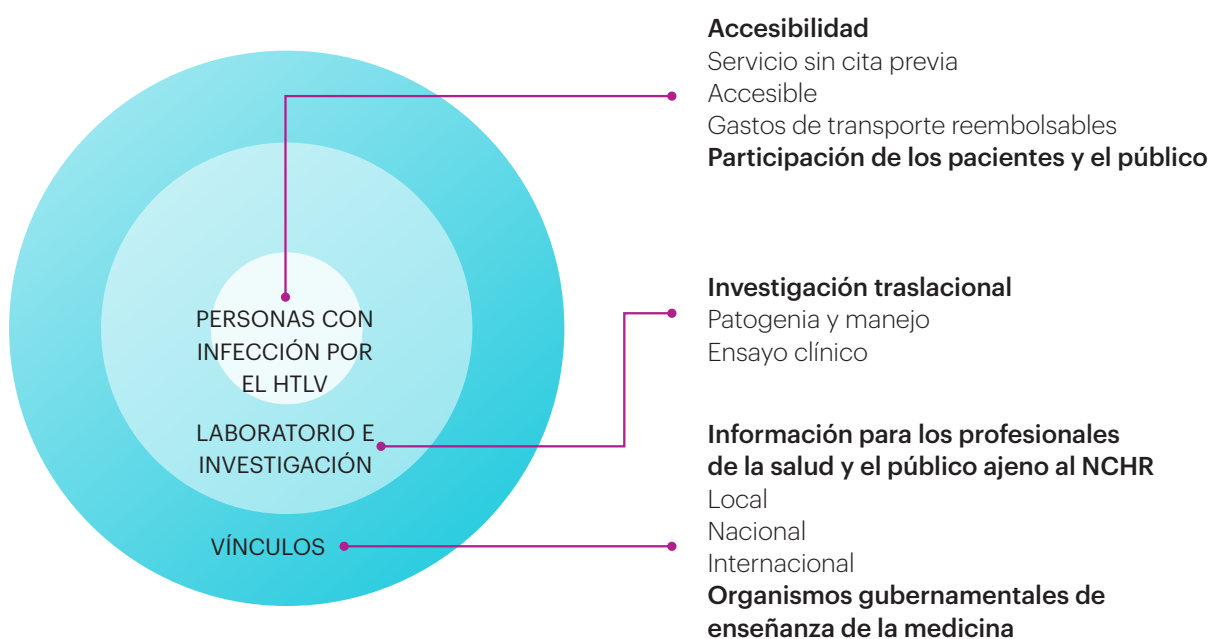 Accesibilidad
Servicio sin cita previa
Accesible
Gastos de transporte reembolsables
Participación de los pacientes y el público
PERSONAS CON
INFECCIÓN POR
EL HTLV
Investigación traslacional
Patogenia y manejo
Ensayo clínico
LABORATORIO E
INVESTIGACIÓN
Información para los profesionales
de la salud y el público ajeno al NCHR
Local
Nacional
Internacional
Organismos gubernamentales de
enseñanza de la medicina
VÍNCULOS